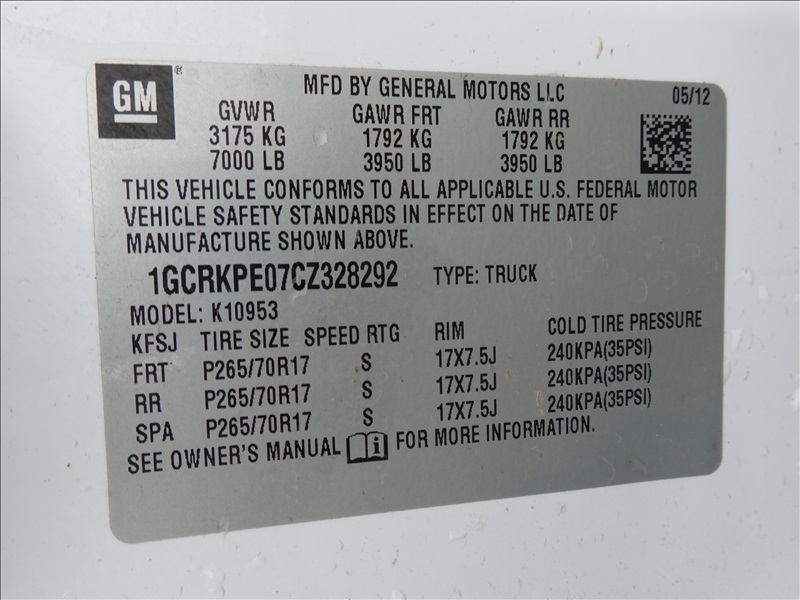 GM®
MFD BY GENERAL MOTORS LLC 05/12
GVWR GAWR FRT GAWR RR
3175 KG 1792 KG 1792 KG
7000 LB 3950 LB 3950 LB
THIS VEHICLE CONFORMS TO ALL APPLICABLE U.S. FEDERAL MOTOR
VEHICLE SAFETY STANDARDS IN EFFECT ON THE DATE OF
MANUFACTURE SHOWN ABOVE.
1GCRKPE07CZ328292 TYPE: TRUCK
MODEL: K10953
KFSJ TIRE SIZE SPEED RTG RIM COLD TIRE PRESSURE
FRT P265/70R17 S 17X7.5J 240KPA(35PSI)
RR P265/70R17 S 17X7.5J 240KPA(35PSI)
SPA P265/70R17 S 17X7.5J 240KPA(35PSI)
SEE OWNER'S MANUAL i FOR MORE INFORMATION.